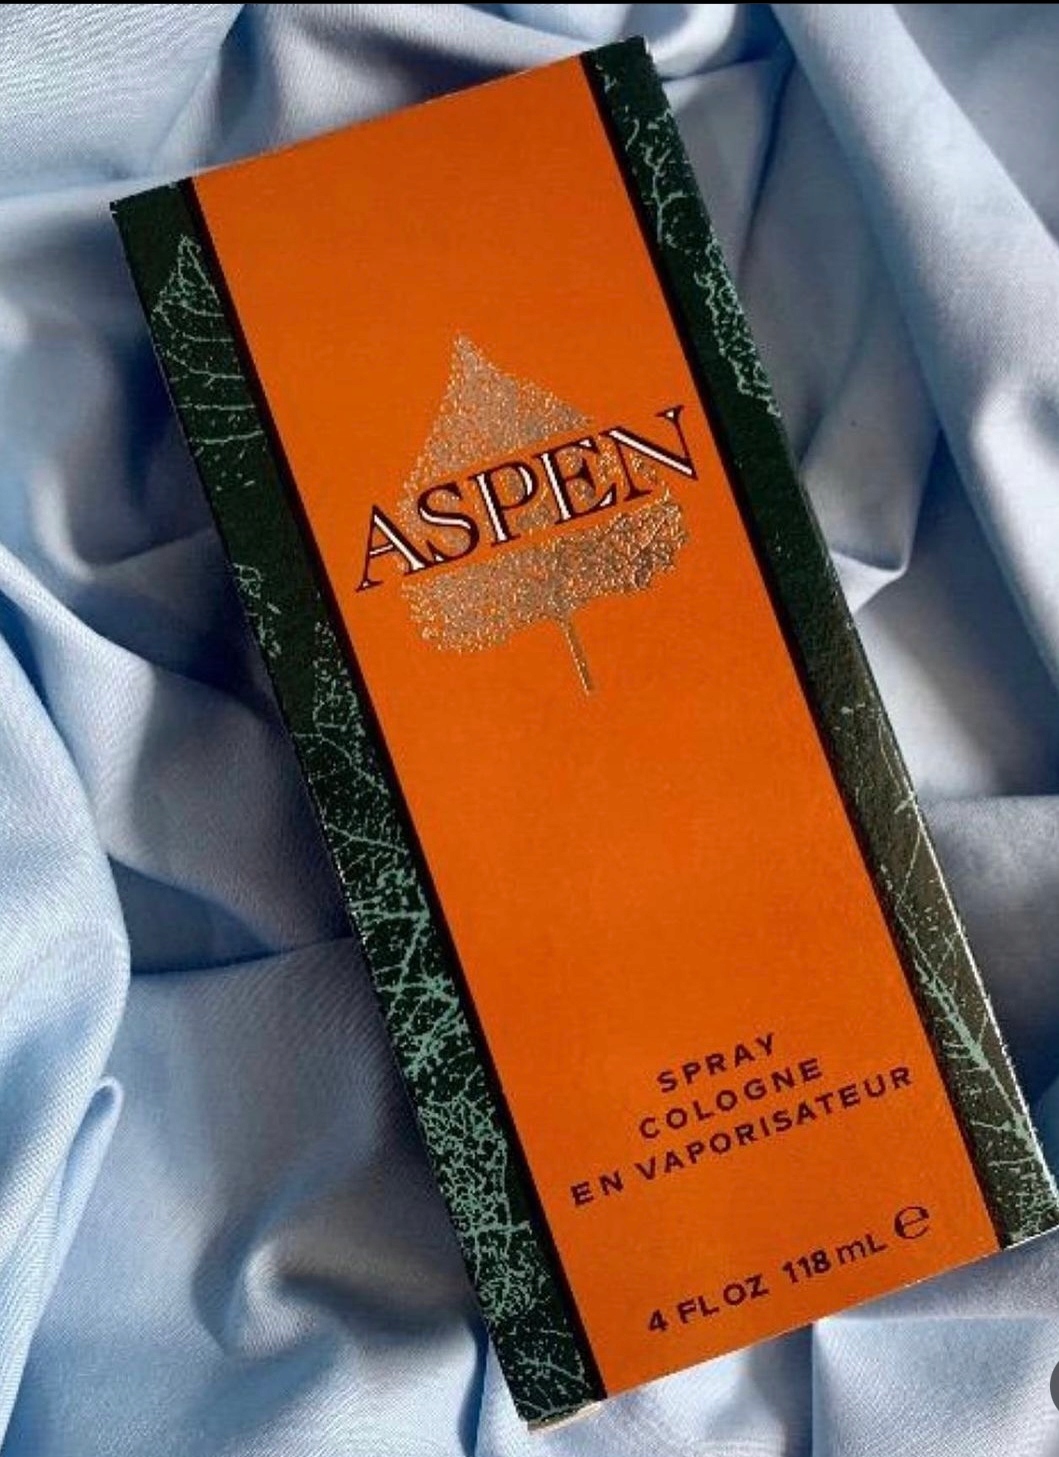 ASPEN
SPRAY
COLOGNE
EN VAPORISATEUR
4 FL OZ 118 mL ℮